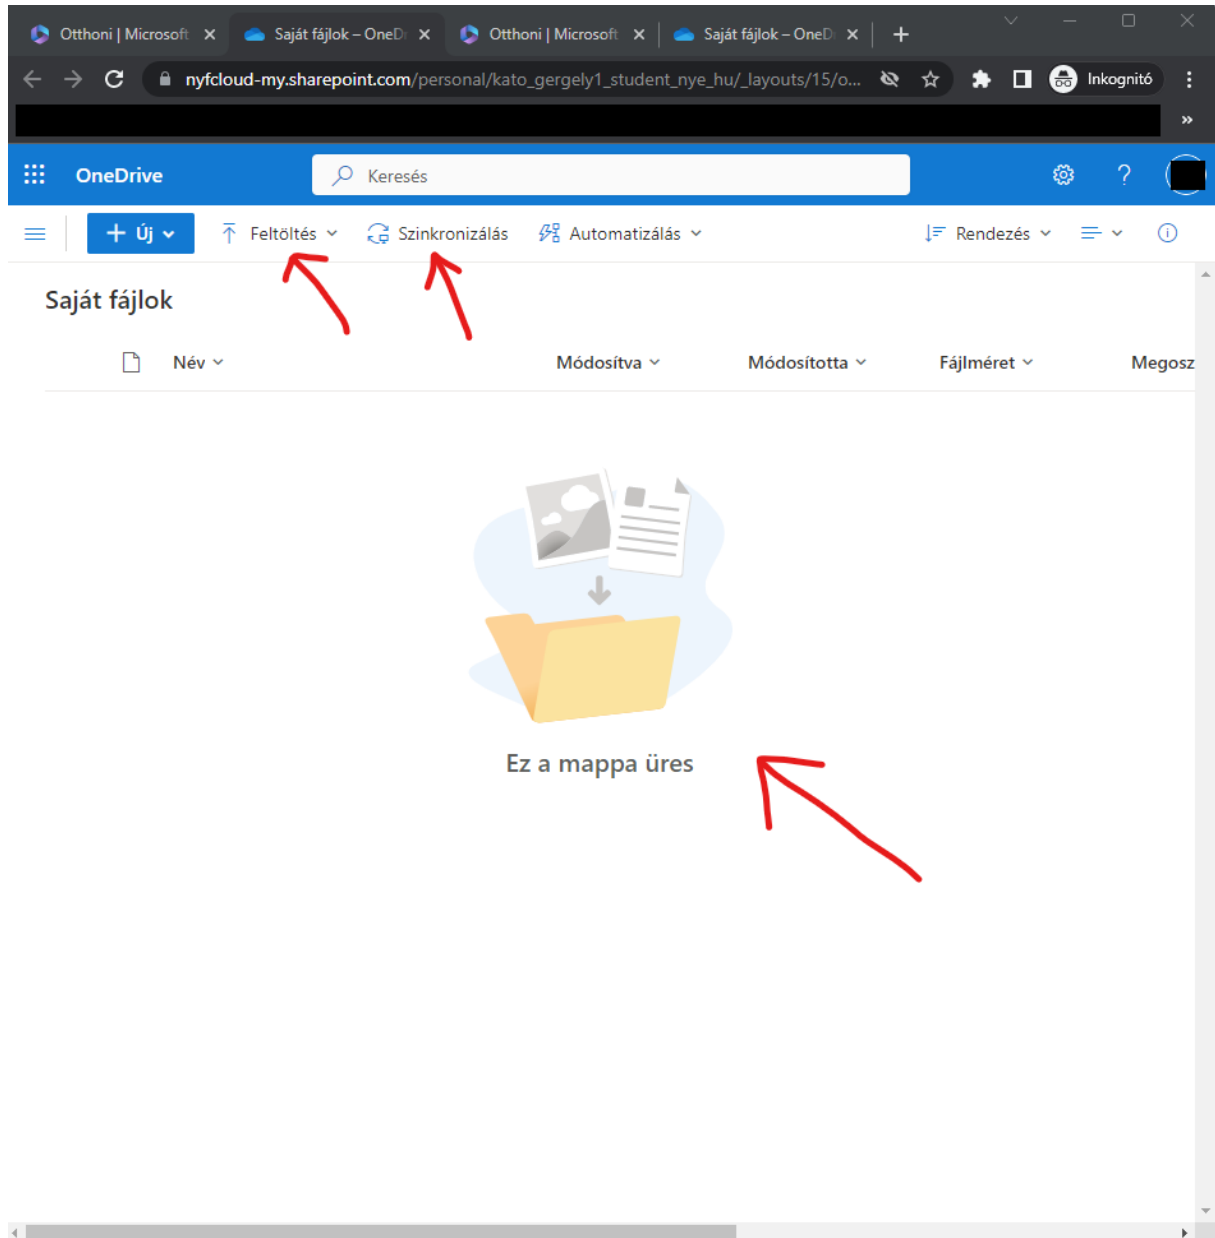 Otthoni | Microsoft Saját fájlok – OneD Otthoni | Microsoft Saját fájlok – OneD
nyfcloud-my.sharepoint.com/personal/kato_gergely1_student_nye_hu/_layouts/15/o... Inkognitó
OneDrive Keresés
Új Feltöltés Szinkronizálás Automatizálás Rendezés
Saját fájlok
Név Módosítva Módosította Fájlméret Megosz
Ez a mappa üres